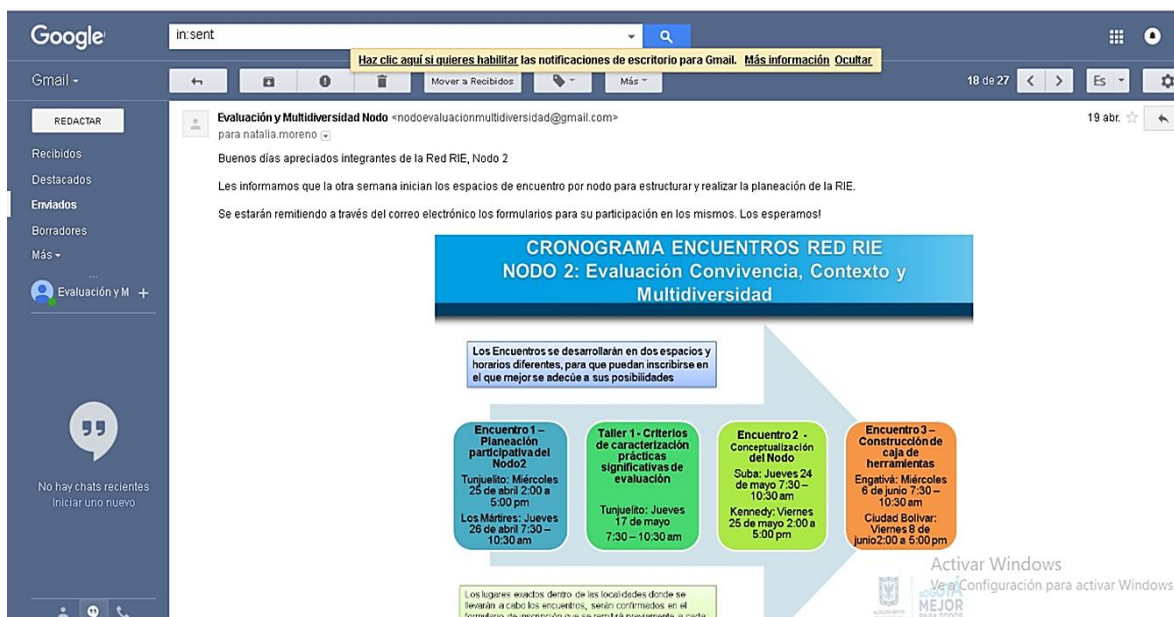 Google
in:sent
Haz clic aquí si quieres habilitar las notificaciones de escritorio para Gmail. Más información Ocultar
Gmail
Mover a Recibidos
Más
18 de 27
Es
REDACTAR
Recibidos
Destacados
Enviados
Borradores
Más
Evaluación y M +
No hay chats recientes
Iniciar uno nuevo
Evaluación y Multidiversidad Nodo <nodoevaluacionmultidiversidad@gmail.com>
19 abr.
para natalia.moreno
Buenos días apreciados integrantes de la Red RIE, Nodo 2
Les informamos que la otra semana inician los espacios de encuentro por nodo para estructurar y realizar la planeación de la RIE.
Se estarán remitiendo a través del correo electrónico los formularios para su participación en los mismos. Los esperamos!
CRONOGRAMA ENCUENTROS RED RIE
NODO 2: Evaluación Convivencia, Contexto y
Multidiversidad
Los Encuentros se desarrollarán en dos espacios y
horarios diferentes, para que puedan inscribirse en
el que mejor se adecúe a sus posibilidades
Encuentro 1 –
Planeación
participativa del
Nodo2
Tunjuelito: Miércoles
25 de abril 2:00 a
5:00 pm
Los Mártires: Jueves
26 de abril 7:30 –
10:30 am
Taller 1 - Criterios
de caracterización
prácticas
significativas de
evaluación
Tunjuelito: Jueves
17 de mayo
7:30 – 10:30 am
Encuentro 2 -
Conceptualización
del Nodo
Suba: Jueves 24
de mayo 7:30 –
10:30 am
Kennedy: Viernes
25 de mayo 2:00 a
5:00 pm
Encuentro 3 –
Construcción de
caja de
herramientas
Engativá: Miércoles
6 de junio 7:30 –
10:30 am
Ciudad Bolívar:
Viernes 8 de
junio2:00 a 5:00 pm
Los lugares exactos dentro de las localidades donde se
llevarán a cabo los encuentros, serán confirmados en el
formulario de inscripción que se remitirá previamente a cada
Activar Windows
Ve a Configuración para activar Windows.
BOGOTÁ
MEJOR
PARA TODOS